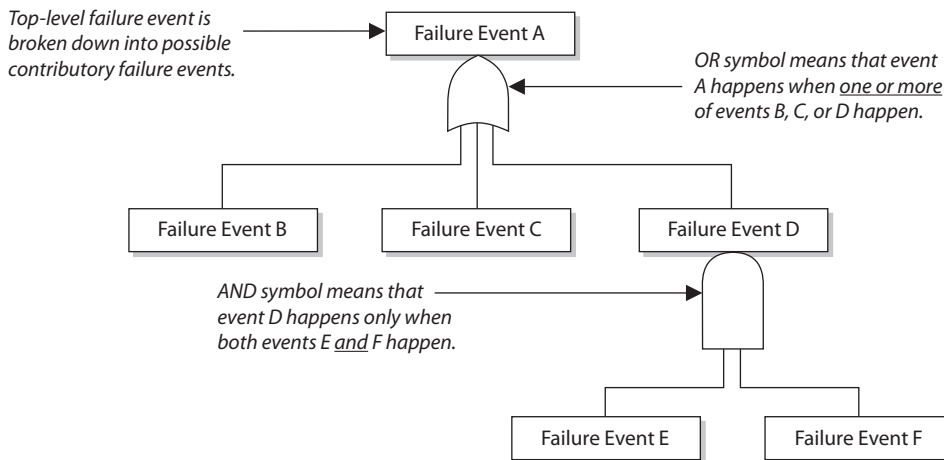 Top-level failure event is
broken down into possible
contributory failure events.
Failure Event A
OR symbol means that event
A happens when one or more
of events B, C, or D happen.
Failure Event B
Failure Event C
Failure Event D
AND symbol means that
event D happens only when
both events E and F happen.
Failure Event E
Failure Event F